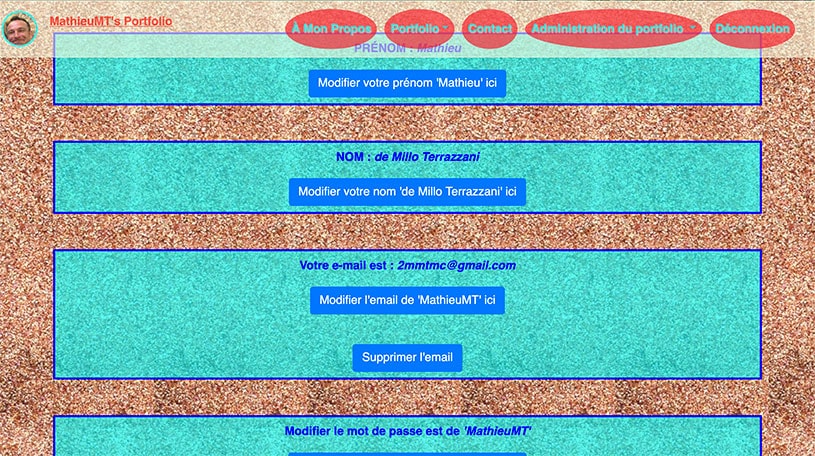 MathieuMT's Portfolio
À Mon Propos
Portfolio
Contact
Administration du portfolio
Déconnexion
PRÉNOM : Mathieu
Modifier votre prénom 'Mathieu' ici
NOM : de Millo Terrazzani
Modifier votre nom 'de Millo Terrazzani' ici
Votre e-mail est : 2mmtmc@gmail.com
Modifier l'email de 'MathieuMT' ici
Supprimer l'email
Modifier le mot de passe est de 'MathieuMT'